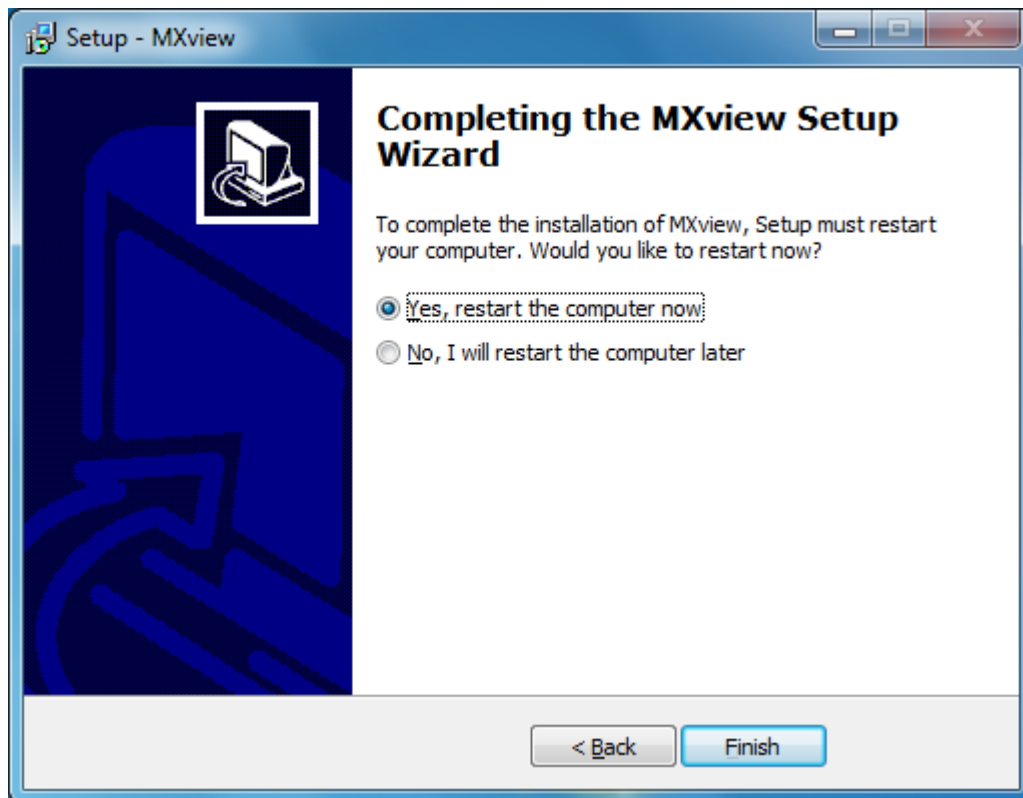 Setup - MXview
Completing the MXview Setup
Wizard
To complete the installation of MXview, Setup must restart
your computer. Would you like to restart now?
Yes, restart the computer now
No, I will restart the computer later
< Back
Finish